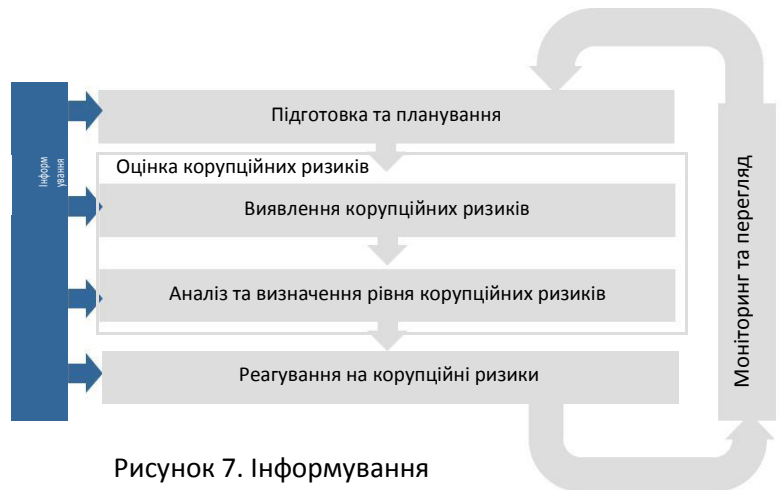 Підготовка та планування
Інформ
ування
Оцінка корупційних ризиків
Виявлення корупційних ризиків
Аналіз та визначення рівня корупційних ризиків
Реагування на корупційні ризики
Моніторинг та перегляд
Рисунок 7. Інформування